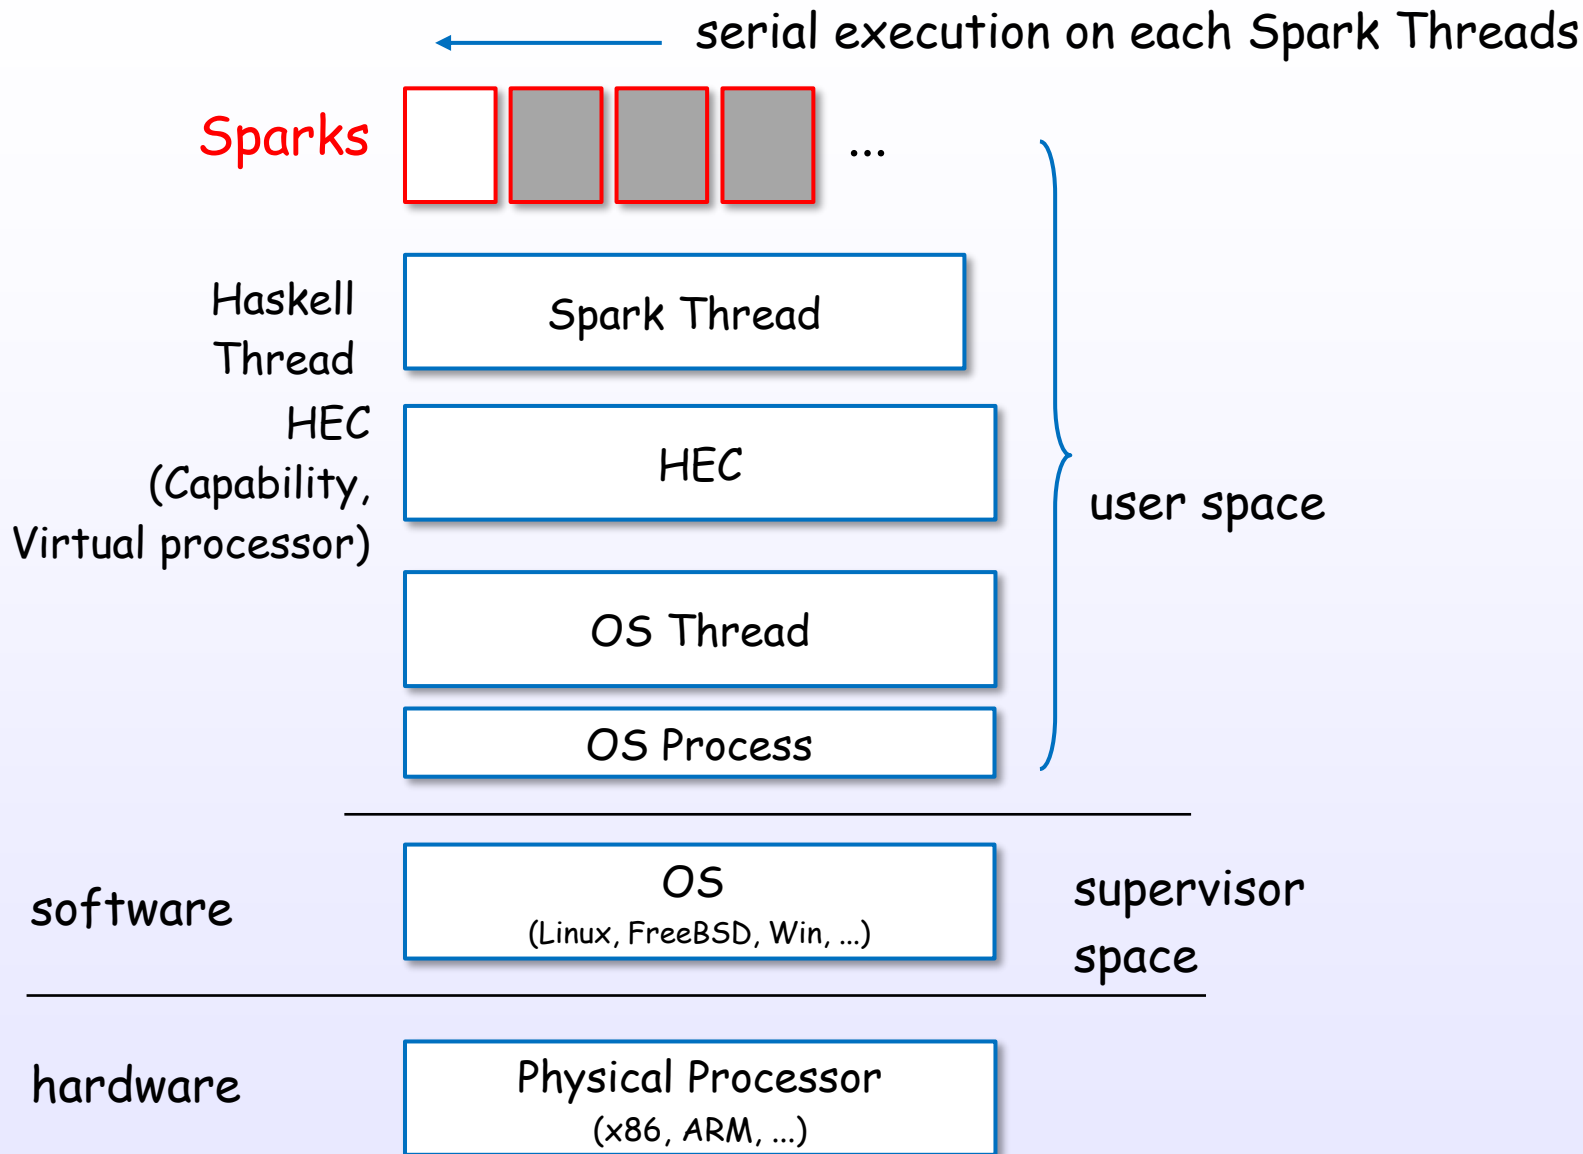 serial execution on each Spark Threads
Sparks
...
Haskell
Thread
Spark Thread
HEC
(Capability,
Virtual processor)
HEC
user space
OS Thread
OS Process
software
OS
(Linux, FreeBSD, Win, ...)
supervisor
space
hardware
Physical Processor
(x86, ARM, ...)